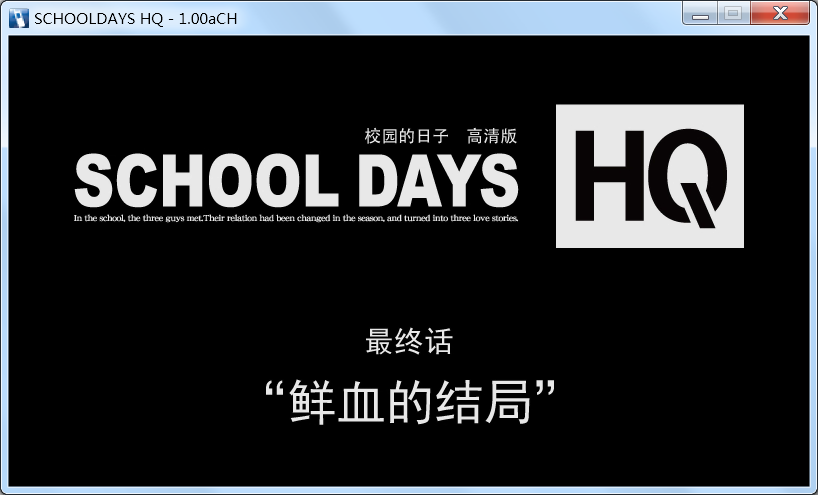 SCHOOLDAYS HQ - 1.00aCH
校园的日子 高清版
SCHOOL DAYS
HQ
In the school, the three guys met.Their relation had been changed in the season, and turned into three love stories.
最终话
“鲜血的结局”